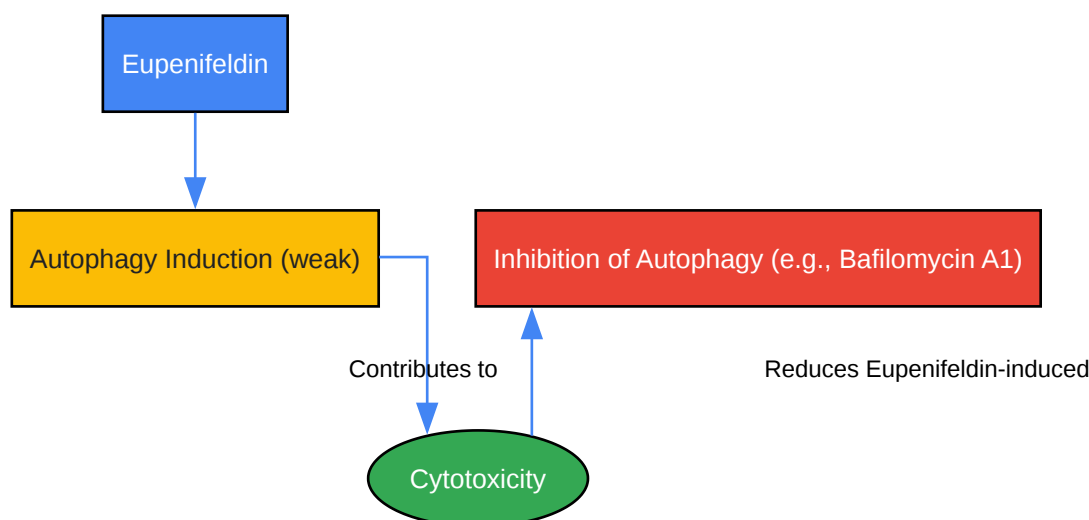 Eupenifeldin
Autophagy Induction (weak)
Inhibition of Autophagy (e.g., Bafilomycin A1)
Contributes to
Reduces Eupenifeldin-induced
Cytotoxicity